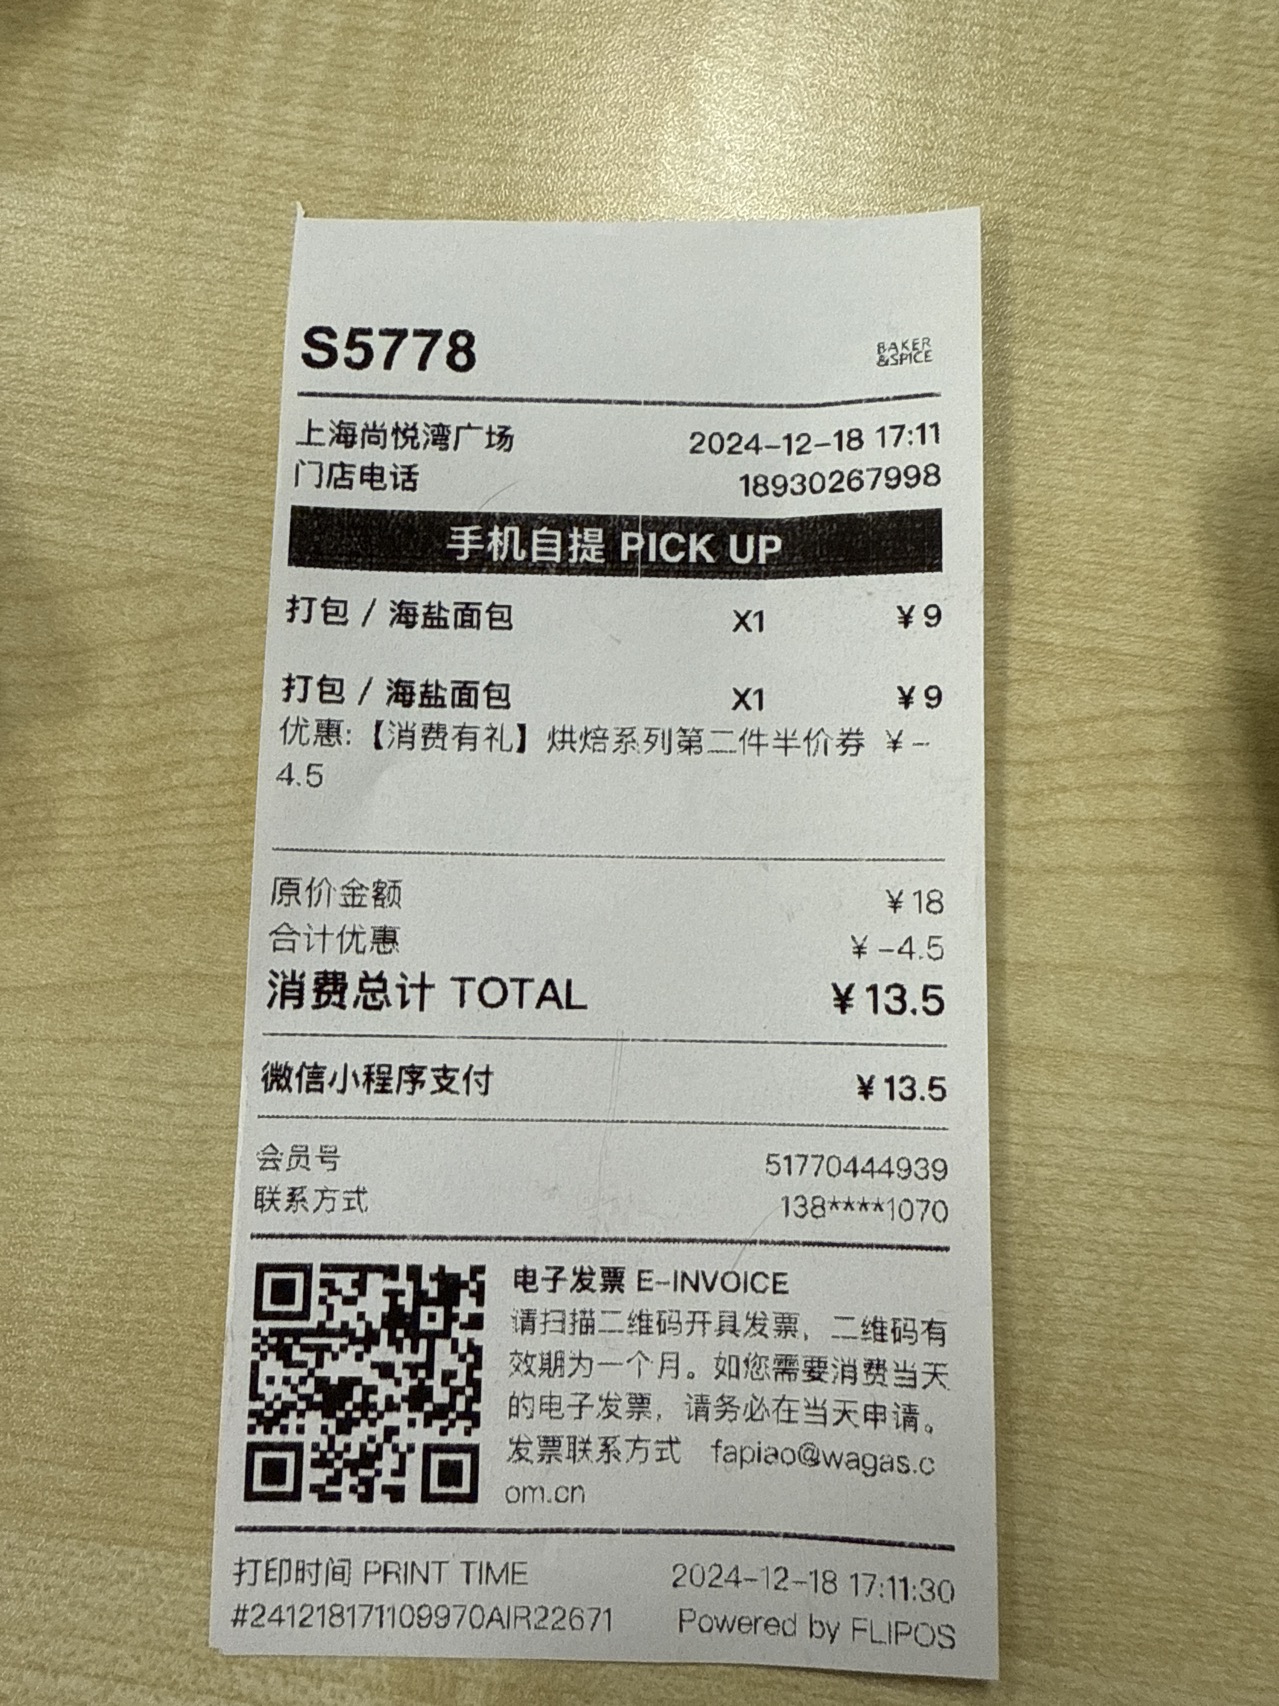 S5778
BAKER
&SPICE
上海尚悦湾广场 2024-12-18 17:11
门店电话 18930267998
手机自提 PICK UP
打包 / 海盐面包 X1 ¥9
打包 / 海盐面包 X1 ¥9
优惠:【消费有礼】烘焙系列第二件半价券 ¥-
4.5
原价金额 ¥18
合计优惠 ¥-4.5
消费总计 TOTAL ¥13.5
微信小程序支付 ¥13.5
会员号 51770444939
联系方式 138****1070
电子发票 E-INVOICE
请扫描二维码开具发票，二维码有
效期为一个月。如您需要消费当天
的电子发票，请务必在当天申请。
发票联系方式 fapiao@wagas.c
om.cn
打印时间 PRINT TIME 2024-12-18 17:11:30
#241218171109970AIR22671 Powered by FLIPOS